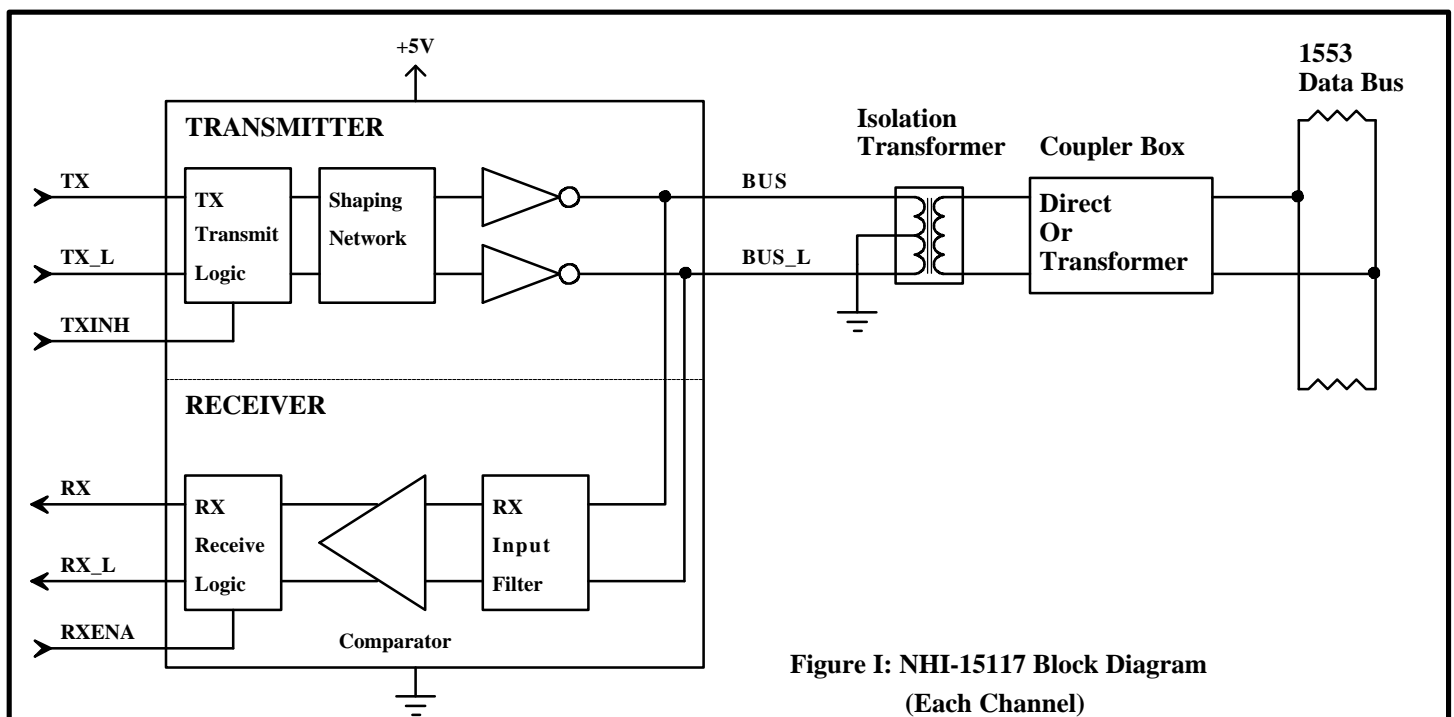 +5V
1553
Data Bus
TRANSMITTER
Isolation
Transformer
Coupler Box
TX
TX_L
TXINH
TX
Transmit
Logic
Shaping
Network
BUS
BUS_L
Direct
Or
Transformer
RECEIVER
RX
RX_L
RXENA
RX
Receive
Logic
Comparator
RX
Input
Filter
Figure I: NHI-15117 Block Diagram
(Each Channel)